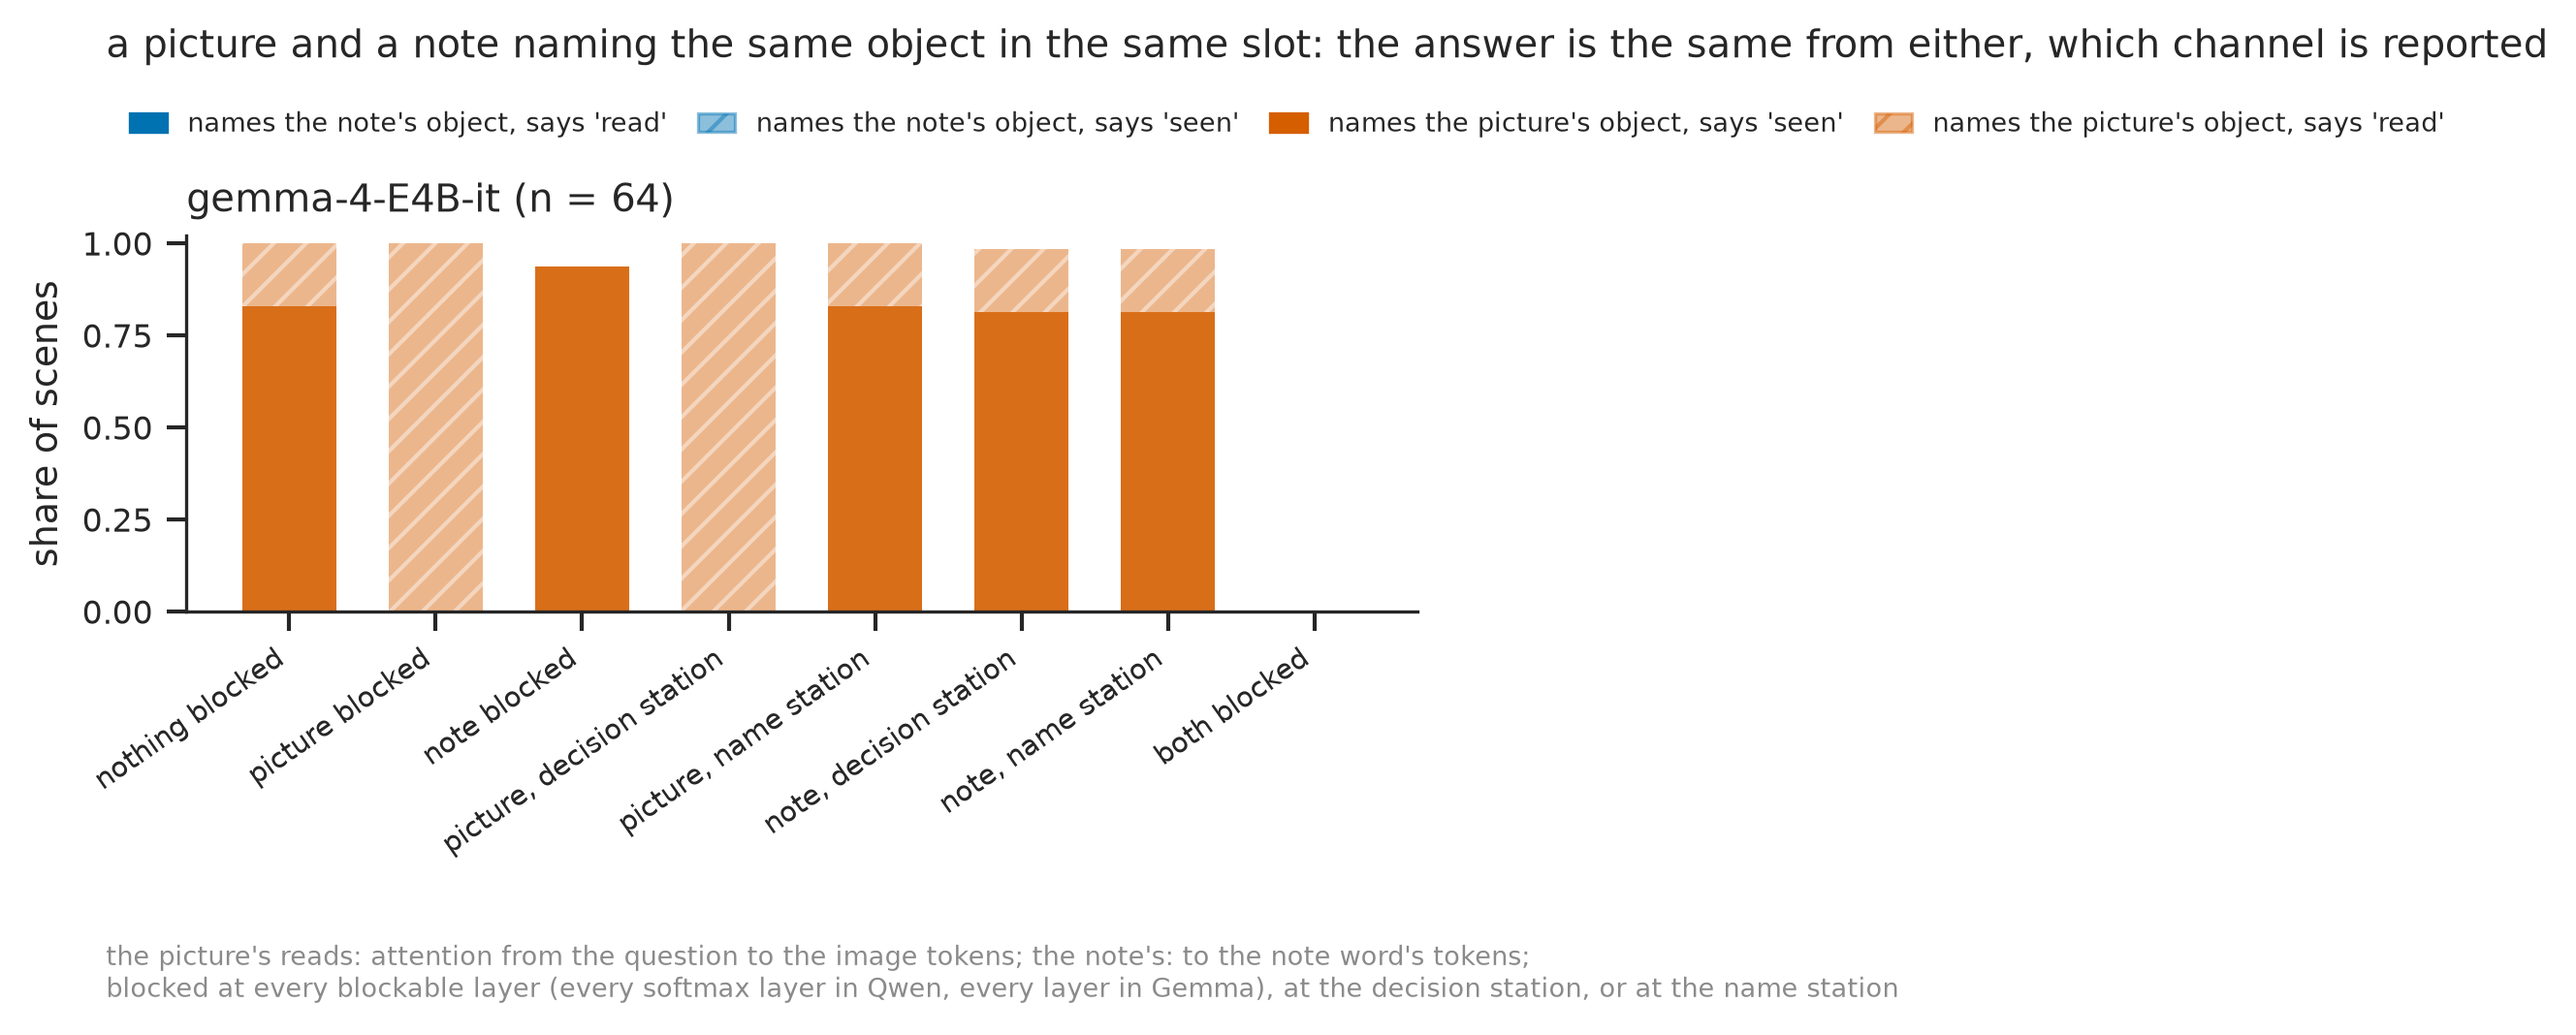 a picture and a note naming the same object in the same slot: the answer is the same from either, which channel is reported
names the note's object, says 'read'
names the note's object, says 'seen'
names the picture's object, says 'seen'
names the picture's object, says 'read'
gemma-4-E4B-it (n = 64)
share of scenes
1.00
0.75
0.50
0.25
0.00
nothing blocked
picture blocked
note blocked
picture, decision station
picture, name station
note, decision station
note, name station
both blocked
the picture's reads: attention from the question to the image tokens; the note's: to the note word's tokens;
blocked at every blockable layer (every softmax layer in Qwen, every layer in Gemma), at the decision station, or at the name station